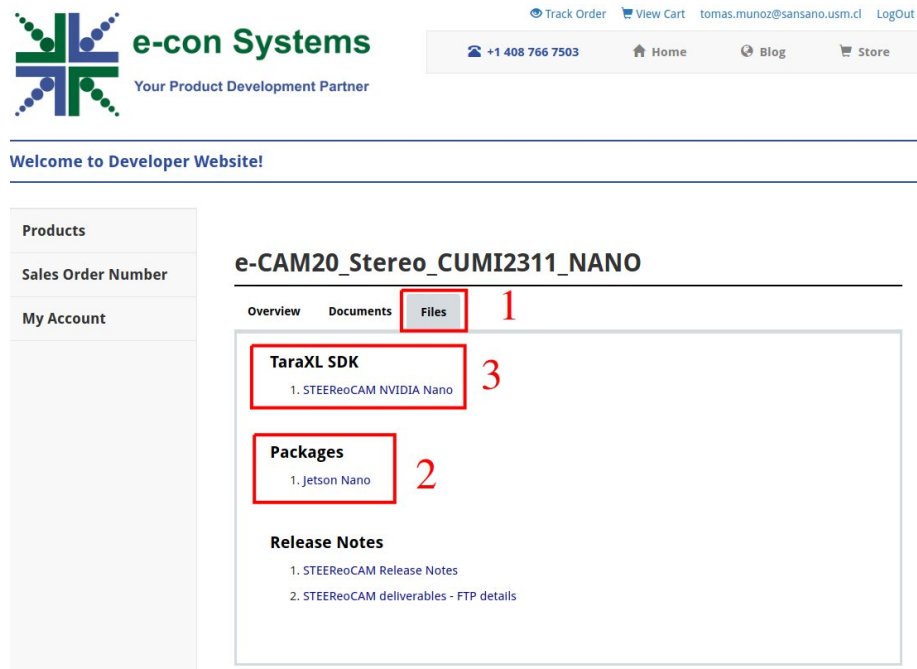 Track Order View Cart tomas.munoz@sansano.usm.cl LogOut
e-con Systems
Your Product Development Partner
+1 408 766 7503 Home Blog Store
Welcome to Developer Website!
Products
Sales Order Number
My Account
e-CAM20_Stereo_CUMI2311_NANO
Overview Documents Files 1
TaraXL SDK
1. STEEReoCAM NVIDIA Nano
3
Packages
1. Jetson Nano
2
Release Notes
1. STEEReoCAM Release Notes
2. STEEReoCAM deliverables - FTP details